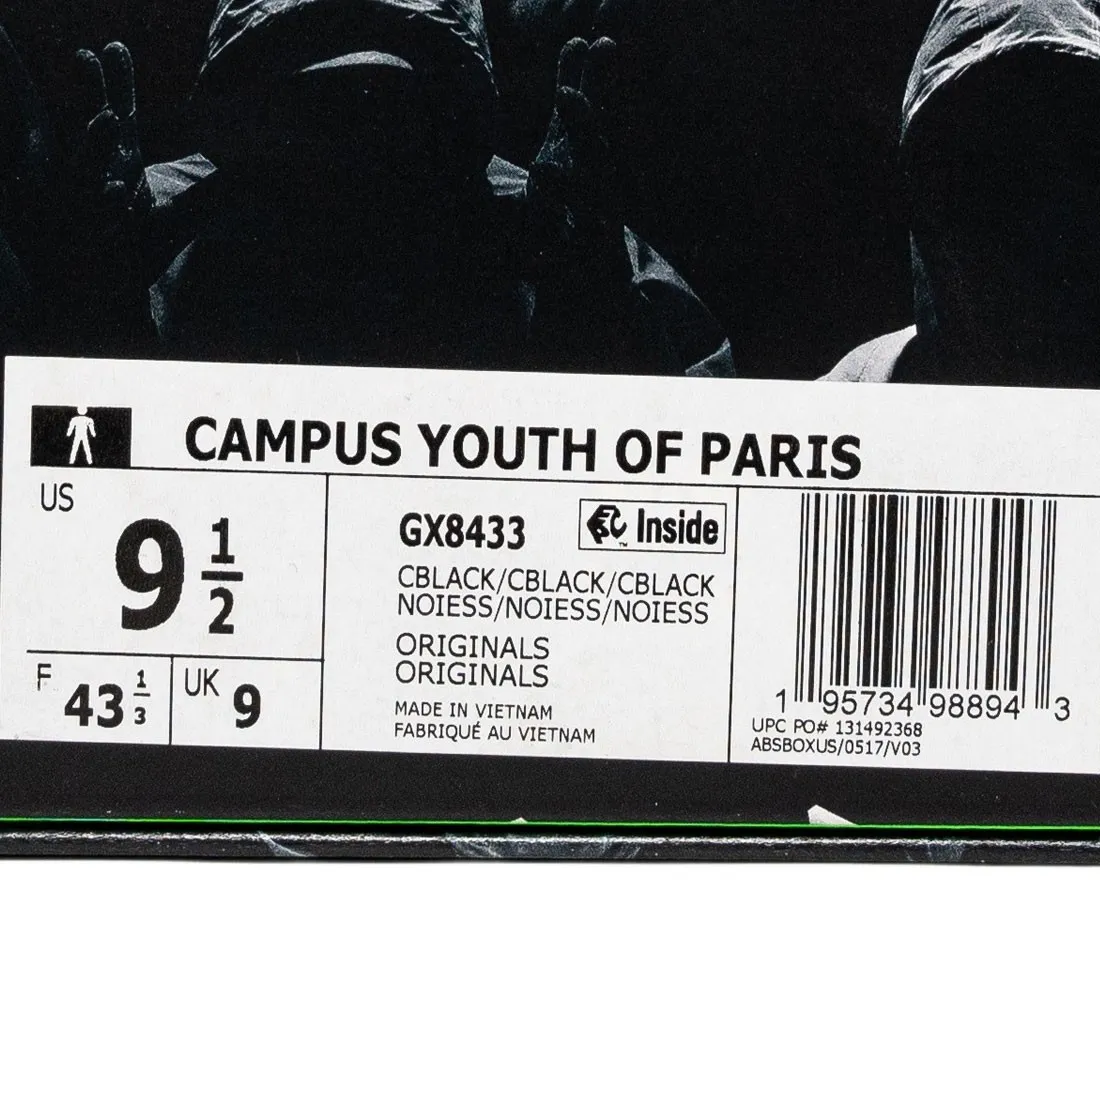 CAMPUS YOUTH OF PARIS
US
9 1/2
F 43 1/3
UK 9
GX8433
Inside
CBLACK/CBLACK/CBLACK
NOIESS/NOIESS/NOIESS
ORIGINALS
ORIGINALS
MADE IN VIETNAM
FABRIQUÉ AU VIETNAM
1 95734 98894 3
UPC PO# 131492368
ABSBOXUS/0517/V03